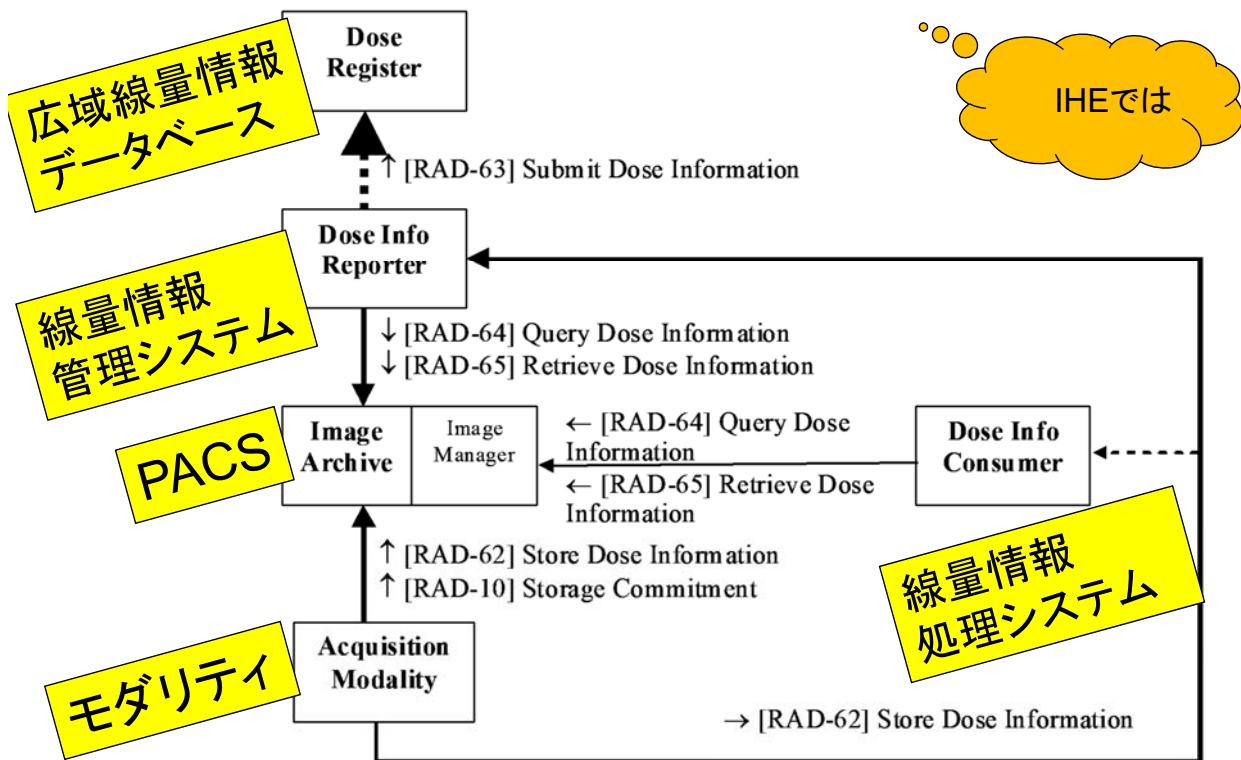 Dose
Register
広域線量情報
データベース
IHEでは
↑ [RAD-63] Submit Dose Information
Dose Info
Reporter
線量情報
管理システム
↓ [RAD-64] Query Dose Information
↓ [RAD-65] Retrieve Dose Information
PACS
Image
Archive
Image
Manager
← [RAD-64] Query Dose
Information
← [RAD-65] Retrieve Dose
Information
Dose Info
Consumer
↑ [RAD-62] Store Dose Information
↑ [RAD-10] Storage Commitment
線量情報
処理システム
モダリティ
Acquisition
Modality
→ [RAD-62] Store Dose Information